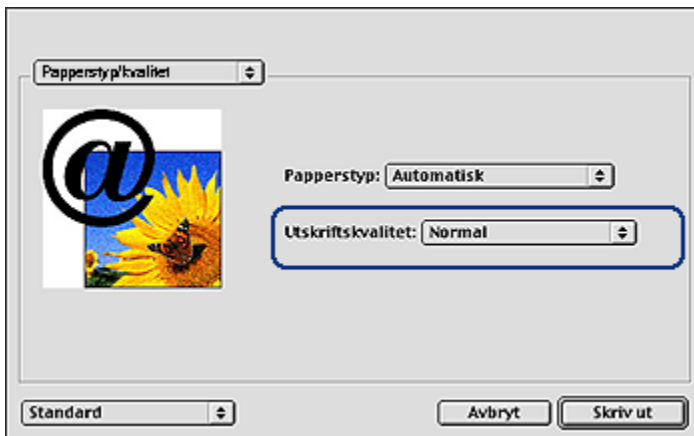 Papperstyp/kvalitet
@
Papperstyp: Automatisk
Utskriftskvalitet: Normal
Standard Avbryt Skriv ut